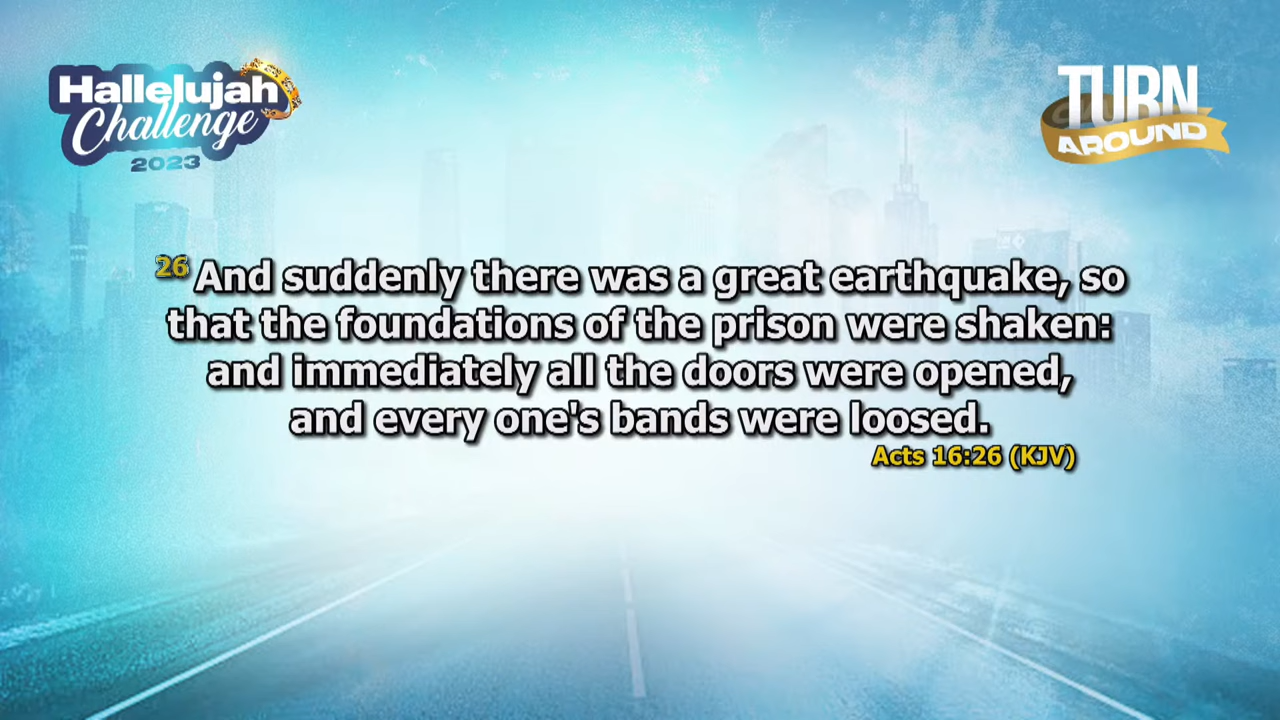 Hallelujah
Challenge
2023
TURN
AROUND
26 And suddenly there was a great earthquake, so
that the foundations of the prison were shaken:
and immediately all the doors were opened,
and every one's bands were loosed.
Acts 16:26 (KJV)